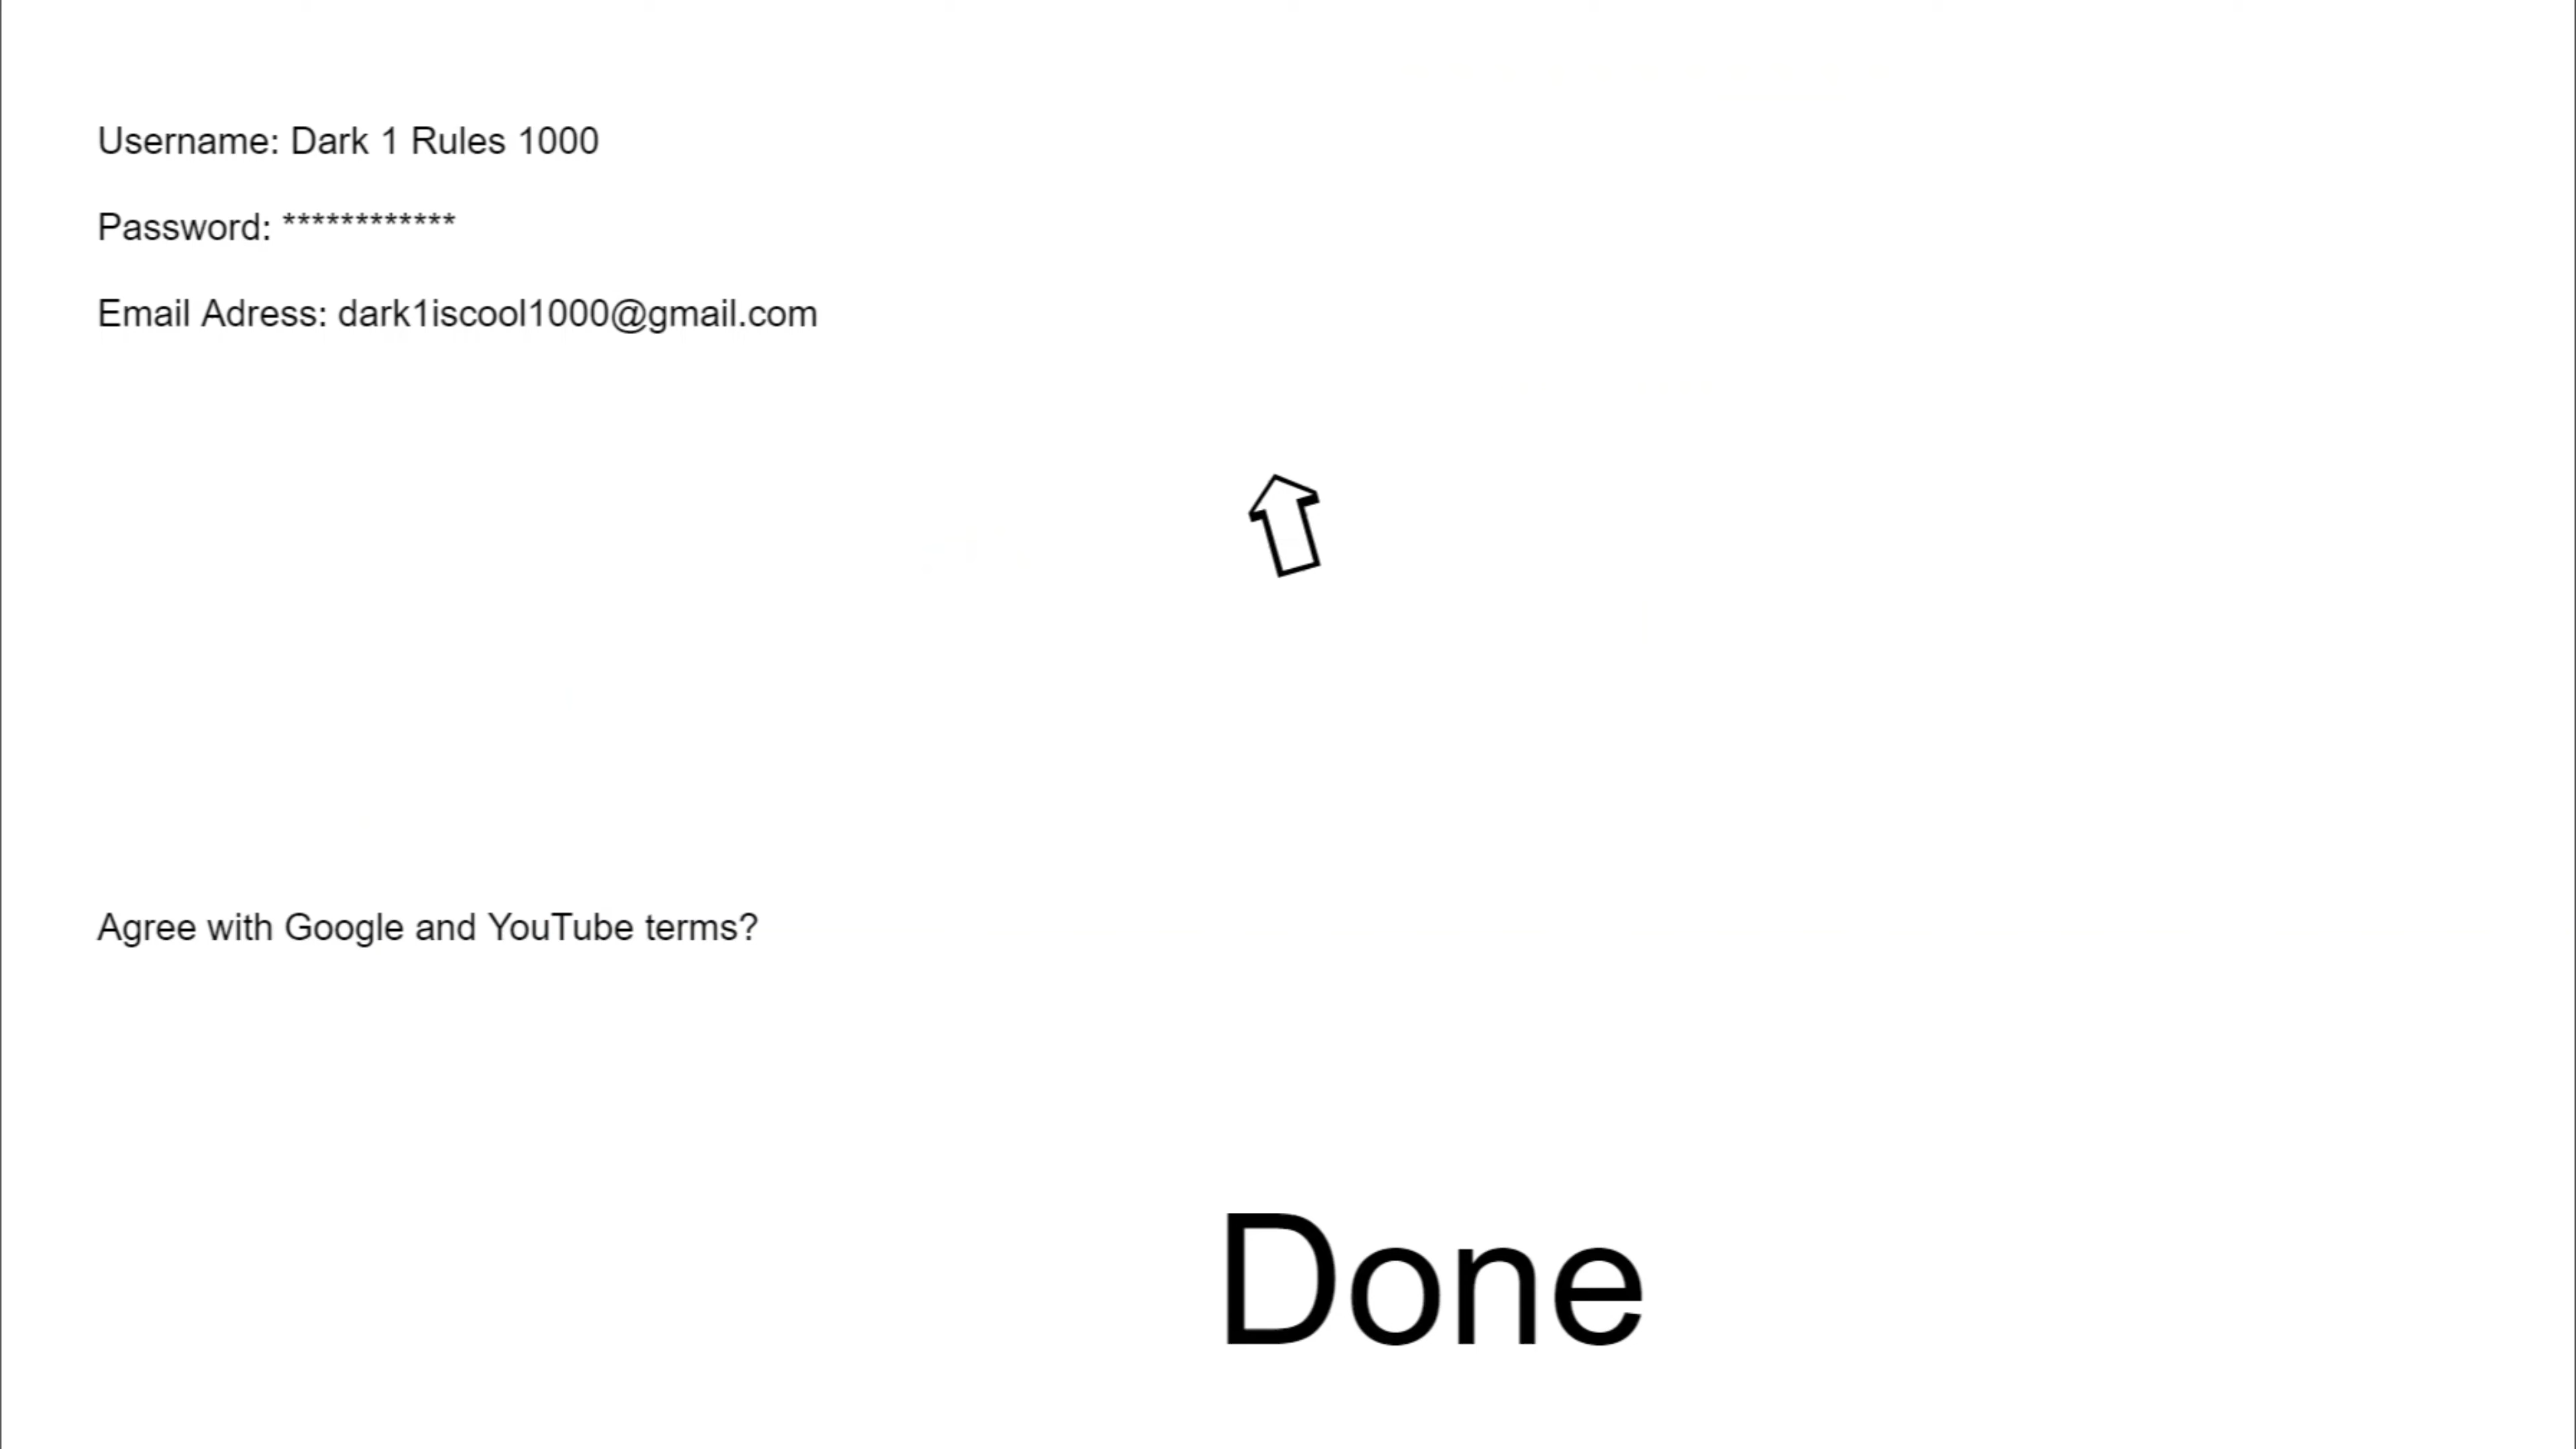 Username: Dark 1 Rules 1000
Password: ************
Email Adress: dark1iscool1000@gmail.com
Agree with Google and YouTube terms?
Done